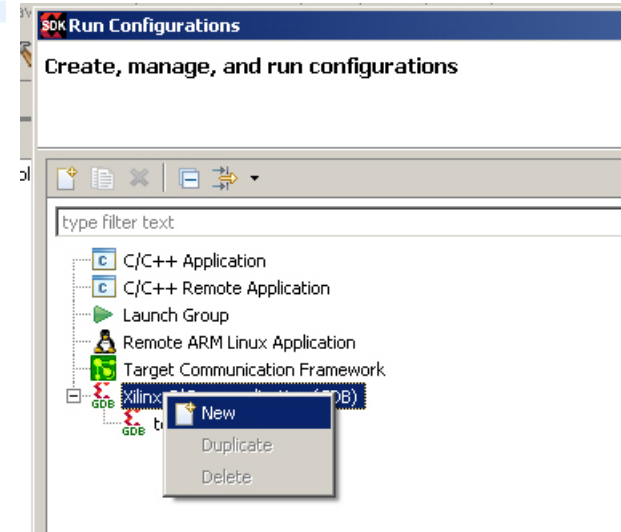 SDK Run Configurations
Create, manage, and run configurations
type filter text
C/C++ Application
C/C++ Remote Application
Launch Group
Remote ARM Linux Application
Target Communication Framework
GDB Xilinx
GDB
New
Duplicate
Delete